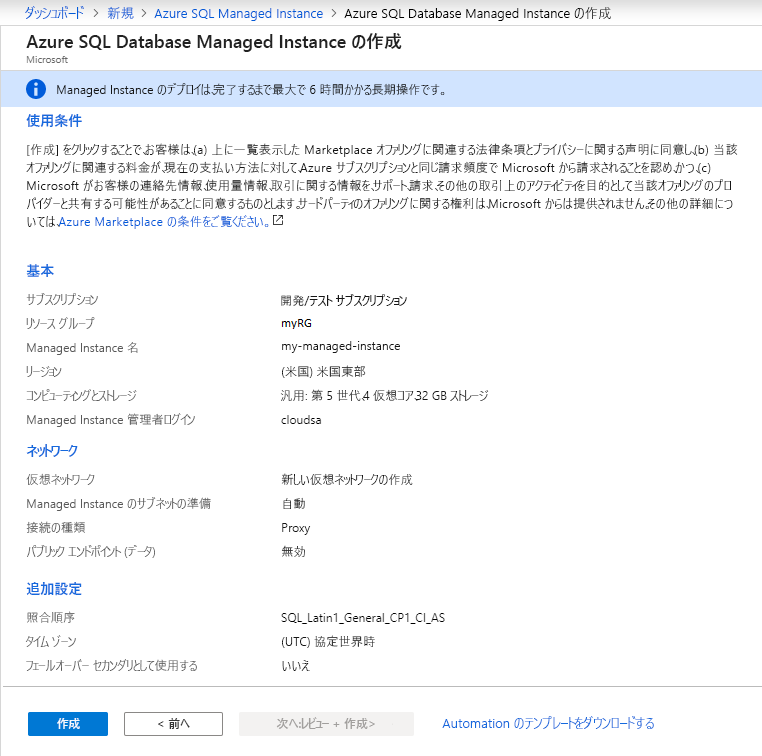 ダッシュボード > 新規 > Azure SQL Managed Instance > Azure SQL Database Managed Instance の作成
Azure SQL Database Managed Instance の作成
Microsoft
Managed Instance のデプロイは、完了するまで最大で 6 時間かかる長期操作です。
使用条件
[作成] をクリックすることで、お客様は、(a) 上に一覧表示した Marketplace オファリングに関連する法律条項とプライバシーに関する声明に同意し、(b) 当該
オファリングに関連する料金が、現在の支払い方法に対して、Azure サブスクリプションと同じ請求頻度で Microsoft から請求されることを認め、かつ、(c)
Microsoft がお客様の連絡先情報、使用量情報、取引に関する情報を、サポート、請求、その他の取引上のアクティビティを目的として当該オファリングのプロ
バイダーと共有する可能性があることに同意するものとします。サードパーティのオファリングに関する権利は、Microsoft からは提供されません。その他の詳細につ
いては、Azure Marketplace の条件をご覧ください。
基本
サブスクリプション 開発/テスト サブスクリプション
リソース グループ myRG
Managed Instance 名 my-managed-instance
リージョン (米国) 米国東部
コンピューティングとストレージ 汎用: 第 5 世代、4 仮想コア、32 GB ストレージ
Managed Instance 管理者ログイン cloudsa
ネットワーク
仮想ネットワーク 新しい仮想ネットワークの作成
Managed Instance のサブネットの準備 自動
接続の種類 Proxy
パブリック エンドポイント (データ) 無効
追加設定
照合順序 SQL_Latin1_General_CP1_CI_AS
タイム ゾーン (UTC) 協定世界時
フェールオーバー セカンダリとして使用する いいえ
作成 < 前へ 次へ:レビュー + 作成> Automation のテンプレートをダウンロードする